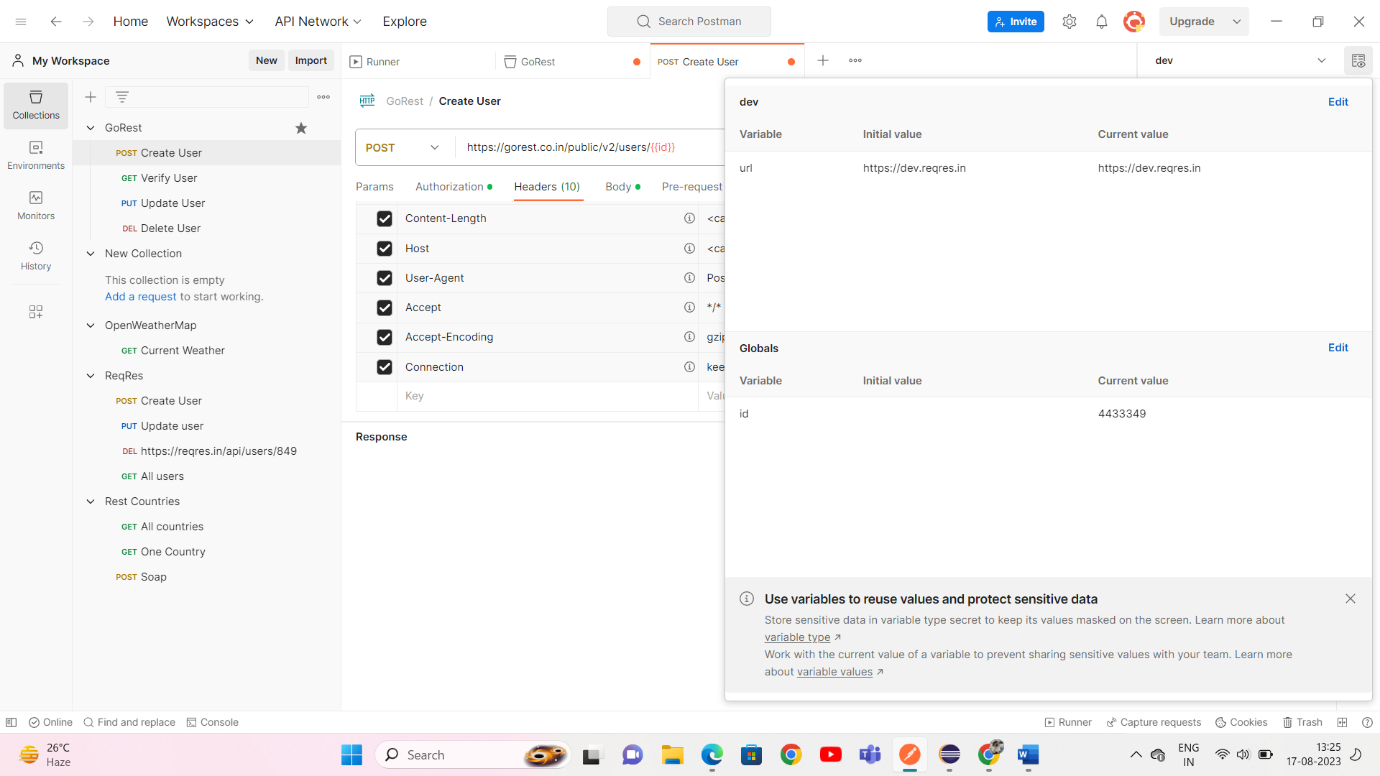 Home Workspaces API Network Explore Search Postman Invite Upgrade
My Workspace New Import Runner GoRest POST Create User dev
Collections
Environments
Monitors
History
GoRest
POST Create User
GET Verify User
PUT Update User
DEL Delete User
New Collection
This collection is empty
Add a request to start working.
OpenWeatherMap
GET Current Weather
ReqRes
POST Create User
PUT Update user
DEL https://reqres.in/api/users/849
GET All users
Rest Countries
GET All countries
GET One Country
POST Soap
HTTP GoRest / Create User
POST https://gorest.co.in/public/v2/users/{{id}}
Params Authorization Headers (10) Body Pre-request
Content-Length <ca
Host <ca
User-Agent Pos
Accept */*
Accept-Encoding gzip
Connection kee
Key Valu
Response
dev Edit
Variable Initial value Current value
url https://dev.reqres.in https://dev.reqres.in
Globals Edit
Variable Initial value Current value
id 4433349
Use variables to reuse values and protect sensitive data
Store sensitive data in variable type secret to keep its values masked on the screen. Learn more about
variable type ↗
Work with the current value of a variable to prevent sharing sensitive values with your team. Learn more
about variable values ↗
Online Find and replace Console Runner Capture requests Cookies Trash
26°C
Haze
Search
ENG
IN
13:25
17-08-2023